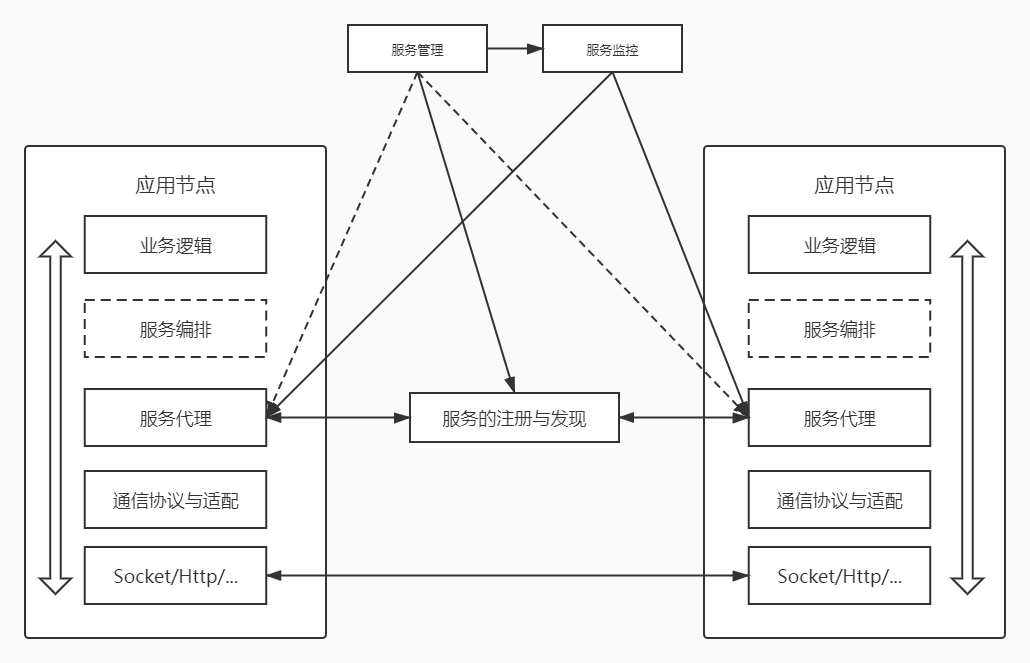 服务管理
服务监控
应用节点
业务逻辑
服务编排
服务代理
通信协议与适配
Socket/Http/...
服务的注册与发现
应用节点
业务逻辑
服务编排
服务代理
通信协议与适配
Socket/Http/...